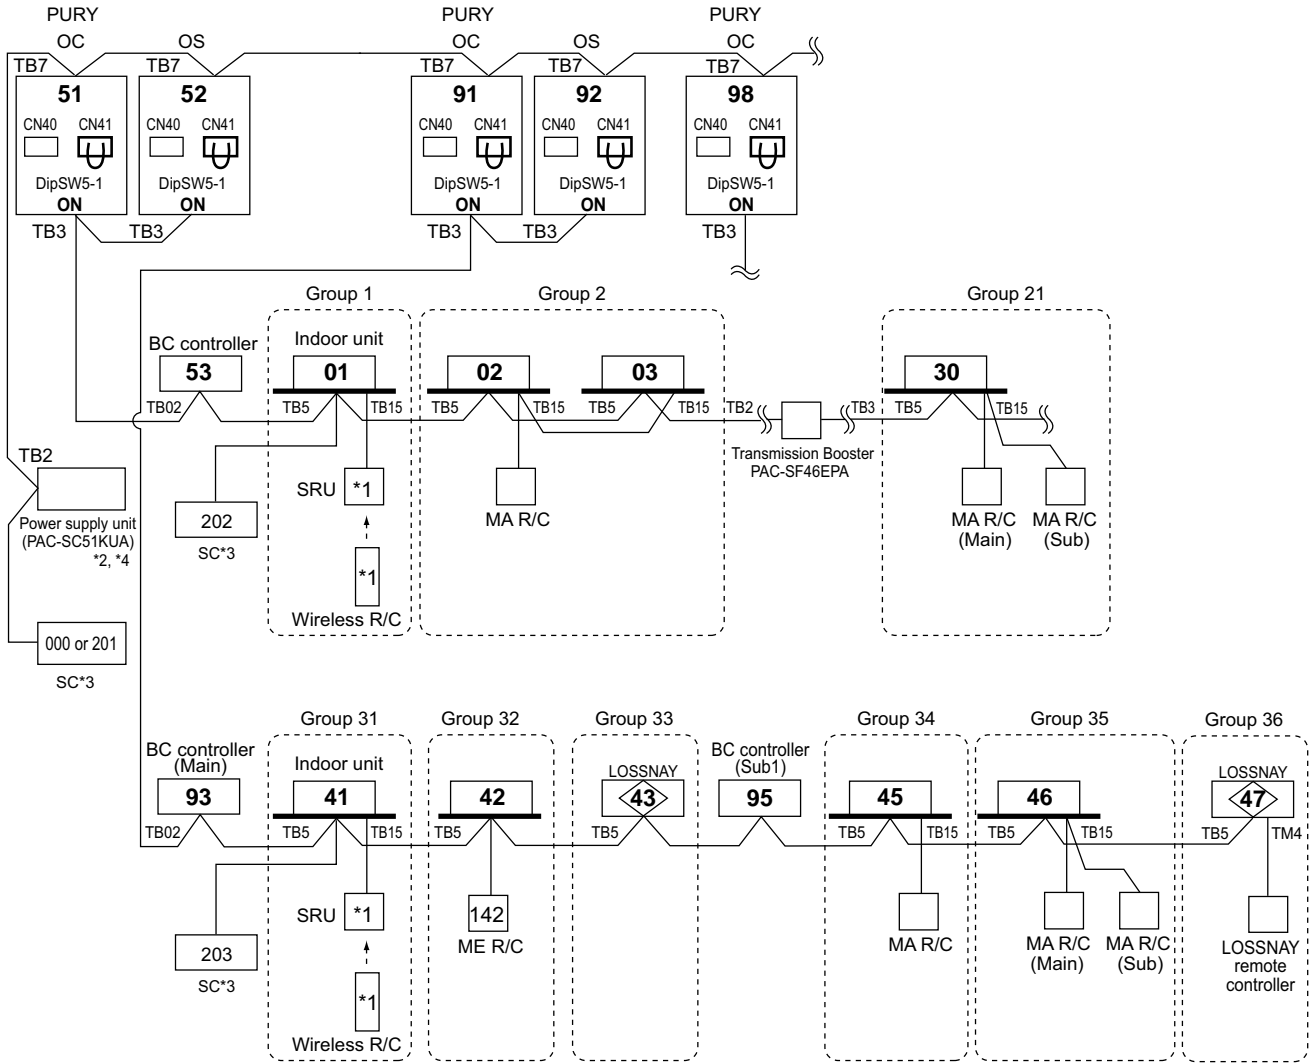 PURY PURY PURY
OC OS OC OS OC
TB7 TB7 TB7 TB7 TB7
51 52 91 92 98
CN40 CN41 CN40 CN41 CN40 CN41 CN40 CN41 CN40 CN41
DipSW5-1 DipSW5-1 DipSW5-1 DipSW5-1 DipSW5-1
ON ON ON ON ON
TB3 TB3 TB3 TB3 TB3
Group 1 Group 2 Group 21
BC controller Indoor unit
53 01 02 03 30
TB02 TB5 TB15 TB5 TB15 TB5 TB15 TB2 TB3 TB5 TB15
Transmission Booster
PAC-SF46EPA
TB2
Power supply unit
(PAC-SC51KUA)
*2, *4
SRU *1
202
SC*3
MA R/C
MA R/C
(Main)
MA R/C
(Sub)
*1
Wireless R/C
000 or 201
SC*3
Group 31 Group 32 Group 33 Group 34 Group 35 Group 36
BC controller
(Main)
Indoor unit
LOSSNAY
BC controller
(Sub1)
LOSSNAY
93 41 42 43 95 45 46 47
TB02 TB5 TB15 TB5 TB5 TB5 TB15 TB5 TB15 TB5 TM4
SRU *1
203
SC*3
142
ME R/C
MA R/C
MA R/C
(Main)
MA R/C
(Sub)
LOSSNAY
remote
controller
*1
Wireless R/C